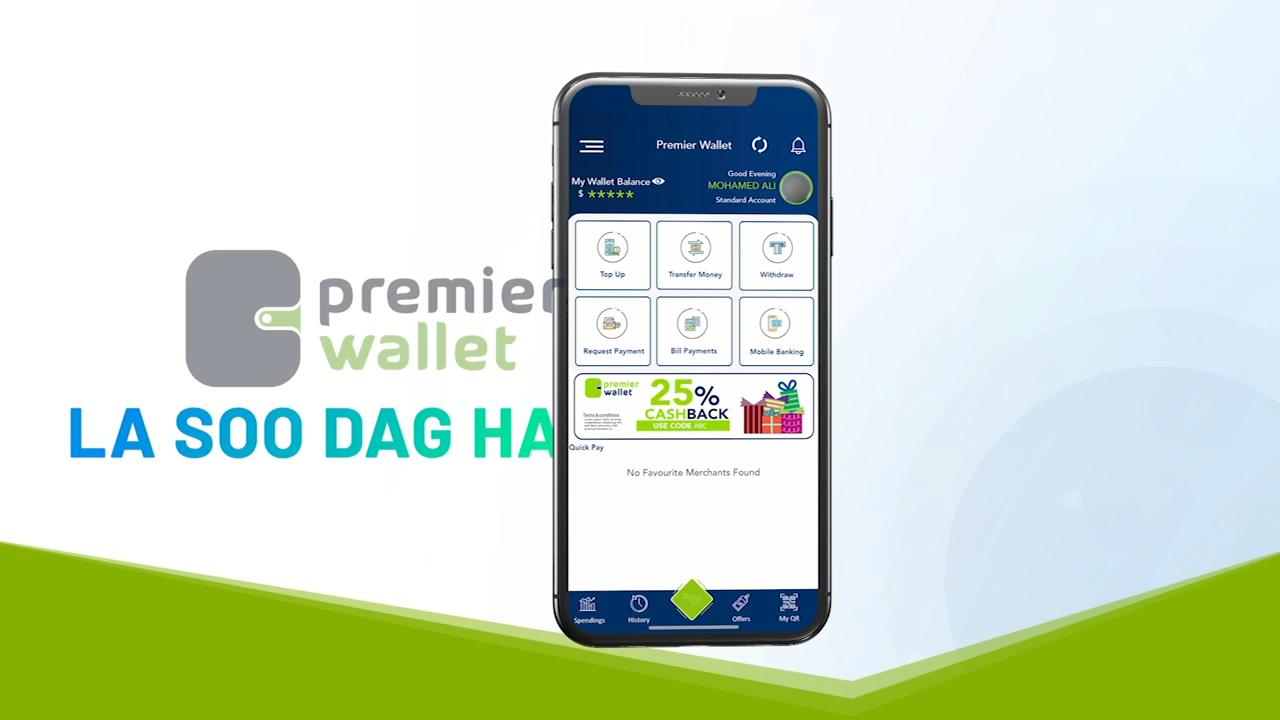 premier
wallet
LA SOO DAG HA
Premier Wallet
My Wallet Balance
$ *****
Good Evening
MOHAMED ALI
Standard Account
Top Up
Transfer Money
Withdraw
Request Payment
Bill Payments
Mobile Banking
premier
wallet
Terms & conditions
25%
CASHBACK
USE CODE ABC
Quick Pay
No Favourite Merchants Found
Spendings
History
Pay
Offers
My QR